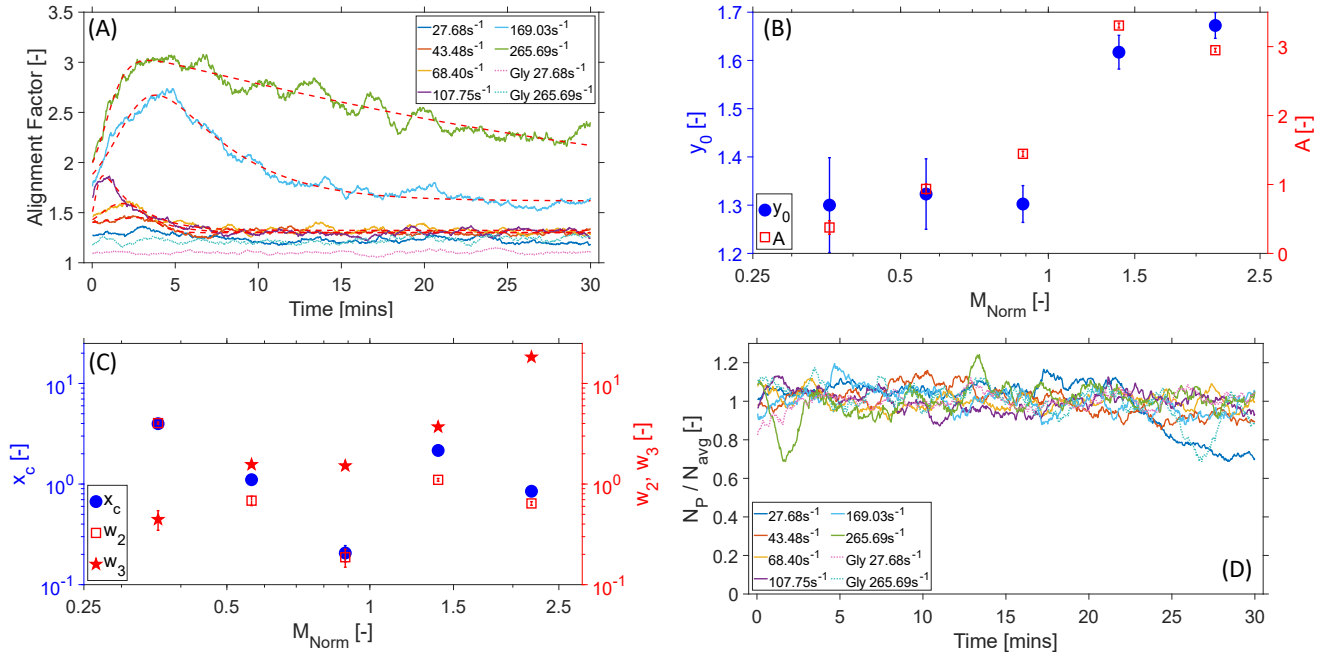 (A)
Alignment Factor [-]
3.5
3
2.5
2
1.5
1
0
5
10
15
20
25
30
Time [mins]
27.68s⁻¹
43.48s⁻¹
68.40s⁻¹
107.75s⁻¹
169.03s⁻¹
265.69s⁻¹
Gly 27.68s⁻¹
Gly 265.69s⁻¹
(B)
y₀ [-]
1.7
1.6
1.5
1.4
1.3
1.2
0.25
0.5
1
1.5
2.5
M_Norm [-]
3
2
1
0
A [-]
y₀
A
(C)
x_c [-]
10¹
10⁰
10⁻¹
0.25
0.5
1
1.5
2.5
M_Norm [-]
10¹
10⁰
10⁻¹
w₂, w₃ [-]
x_c
w₂
w₃
N_P / N_avg
1.2
1
0.8
0.6
0.4
0.2
0
0
5
10
15
20
25
30
Time [mins]
27.68s⁻¹
43.48s⁻¹
68.40s⁻¹
107.75s⁻¹
169.03s⁻¹
265.69s⁻¹
Gly 27.68s⁻¹
Gly 265.69s⁻¹
(D)